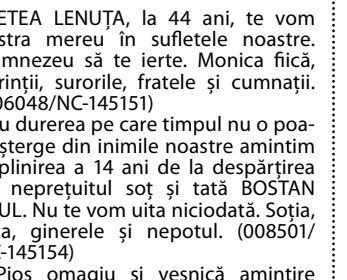 ETEA LENUȚA, la 44 ani, te vom
stra mereu în sufletele noastre.
mnezeu să te ierte. Monica fiică,
rinții, surorile, fratele și cumnații.
06048/NC-145151)
u durerea pe care timpul nu o poa-
șterge din inimile noastre amintim
plinirea a 14 ani de la despărțirea
neprețuitul soț și tată BOSTAN
UL. Nu te vom uita niciodată. Soția,
ca, ginerele și nepotul. (008501/
-145154)
Pios omagiu și veșnică amintire